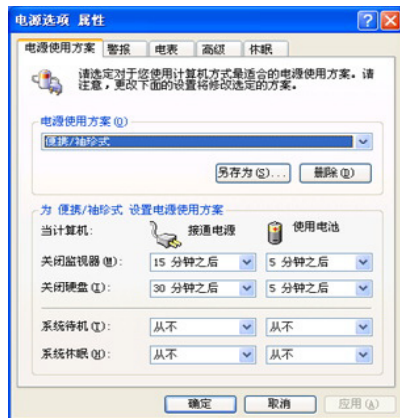 电源选项 属性
电源使用方案 警报 电表 高级 休眠
请选定对于您使用计算机方式最适合的电源使用方案。请
注意，更改下面的设置将修改选定的方案。
电源使用方案(O)
便携/袖珍式
另存为(S)... 删除(D)
为 便携/袖珍式 设置电源使用方案
当计算机: 接通电源 使用电池
关闭监视器(M): 15 分钟之后 5 分钟之后
关闭硬盘(I): 30 分钟之后 5 分钟之后
系统待机(T): 从不 从不
系统休眠(H): 从不 从不
确定 取消 应用(A)